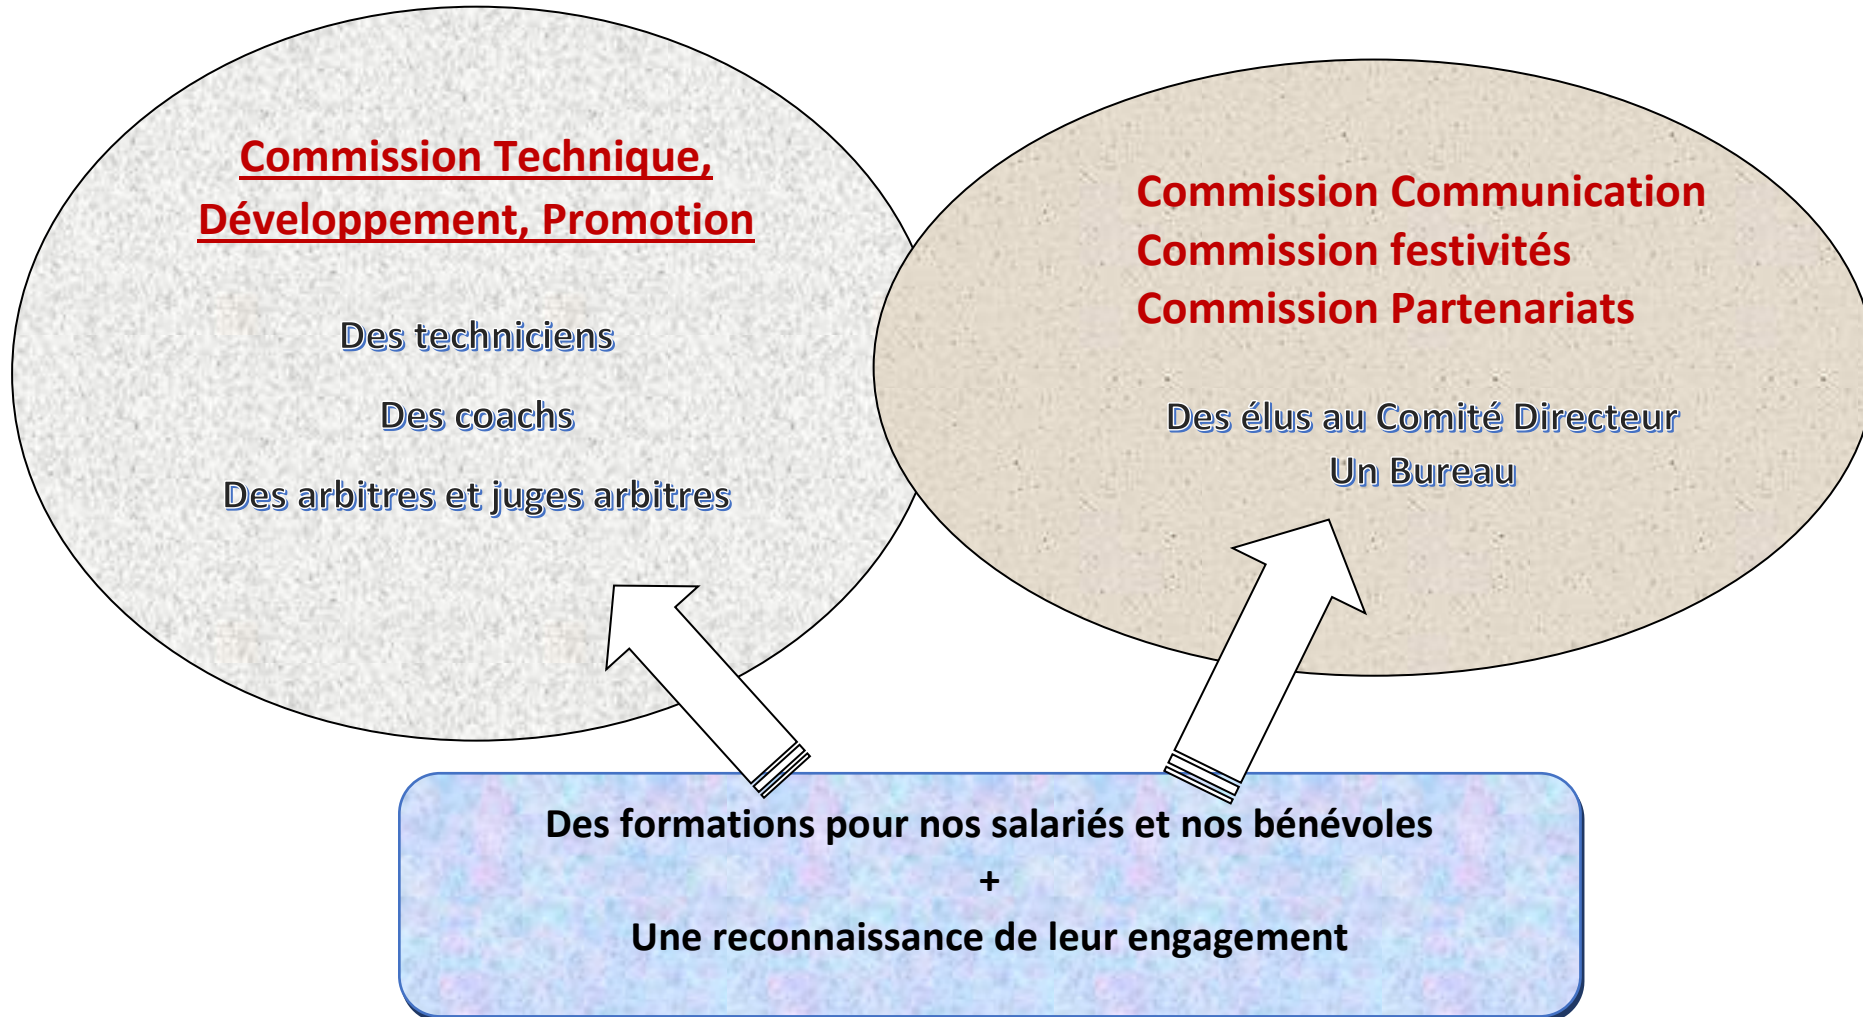 Commission Technique,
Développement, Promotion
Des techniciens
Des coachs
Des arbitres et juges arbitres
Commission Communication
Commission festivités
Commission Partenariats
Des élus au Comité Directeur
Un Bureau
Des formations pour nos salariés et nos bénévoles
+
Une reconnaissance de leur engagement